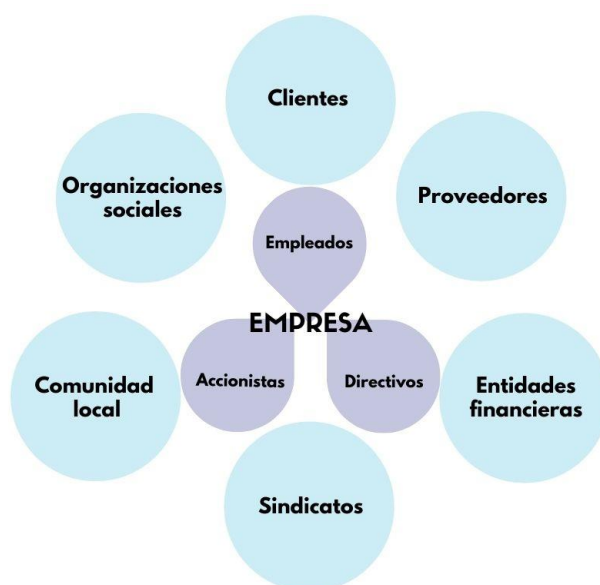 Clientes
Organizaciones
sociales
Proveedores
Empleados
EMPRESA
Accionistas
Directivos
Comunidad
local
Entidades
financieras
Sindicatos